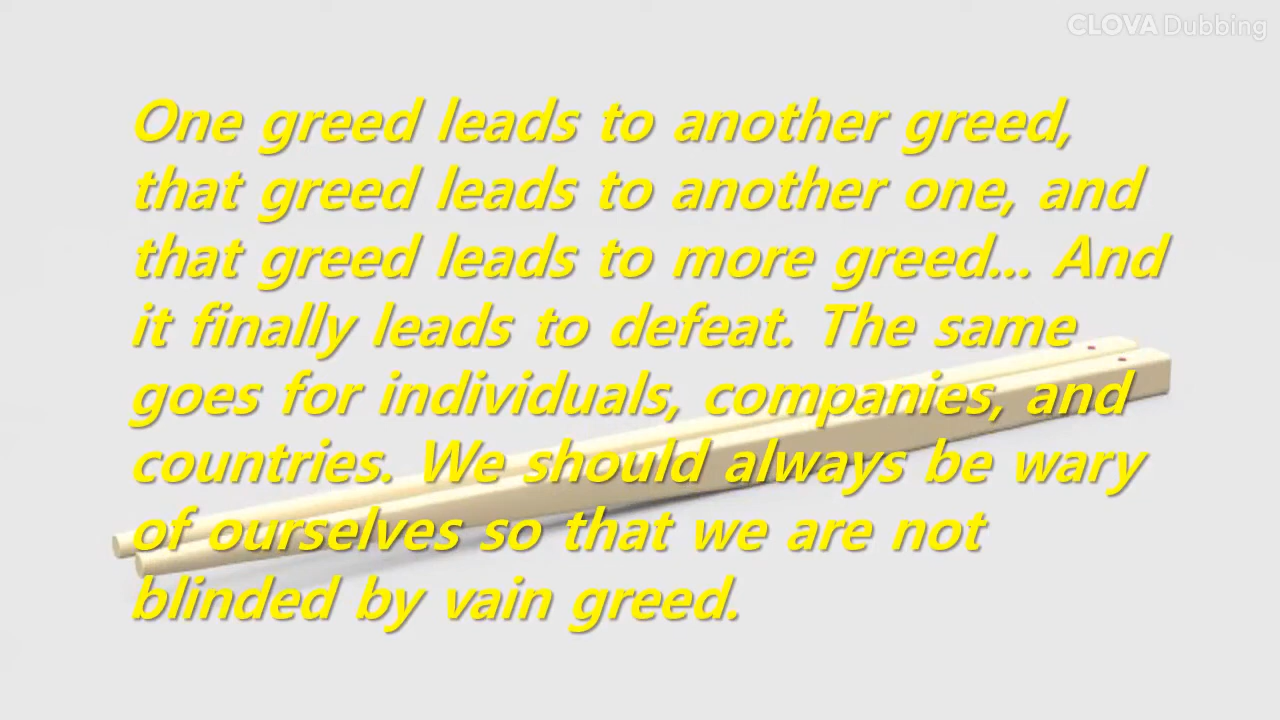 CLOVA Dubbing
One greed leads to another greed,
that greed leads to another one, and
that greed leads to more greed... And
it finally leads to defeat. The same
goes for individuals, companies, and
countries. We should always be wary
of ourselves so that we are not
blinded by vain greed.